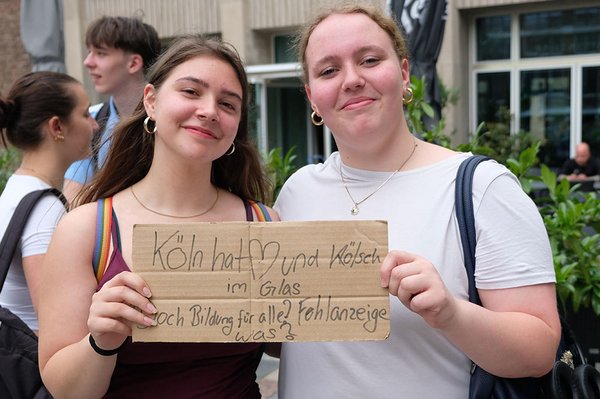 Köln hat ♡ und Kölsch
im Glas
Doch Bildung für alle? Fehlanzeige
was?